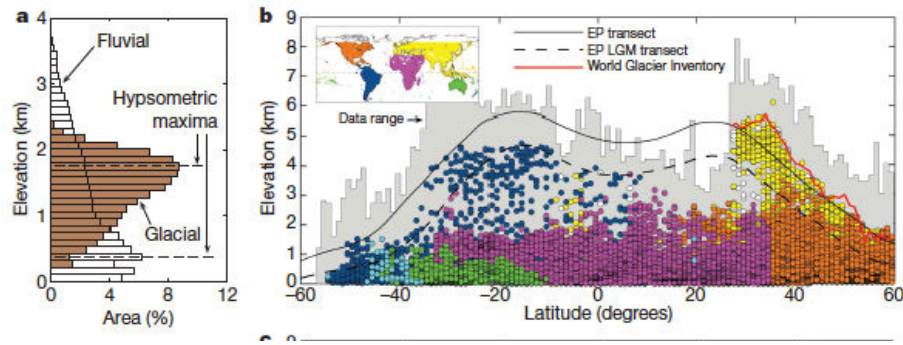 a
4
3
2
1
0
Elevation (km)
Fluvial
Hypsometric
maxima
Glacial
0 4 8 12
Area (%)
b
9
8
7
6
5
4
3
2
1
0
Elevation (km)
EP transect
EP LGM transect
World Glacier Inventory
Data range
−60 −40 −20 0 20 40 60
Latitude (degrees)